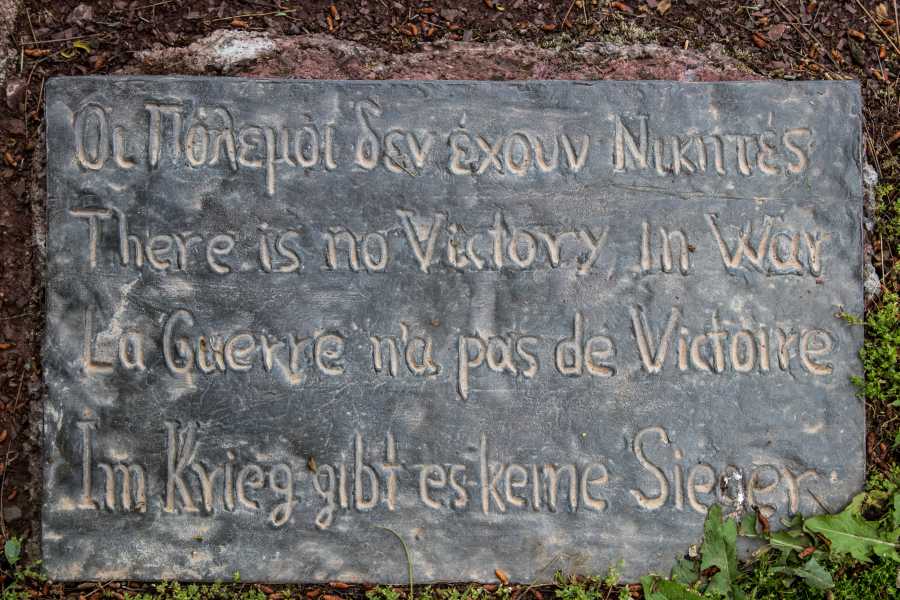 Οι Πόλεμοι δεν έχουν Νικητές
There is no Victory in War
La Guerre n'a pas de Victoire
Im Krieg gibt es keine Sieger